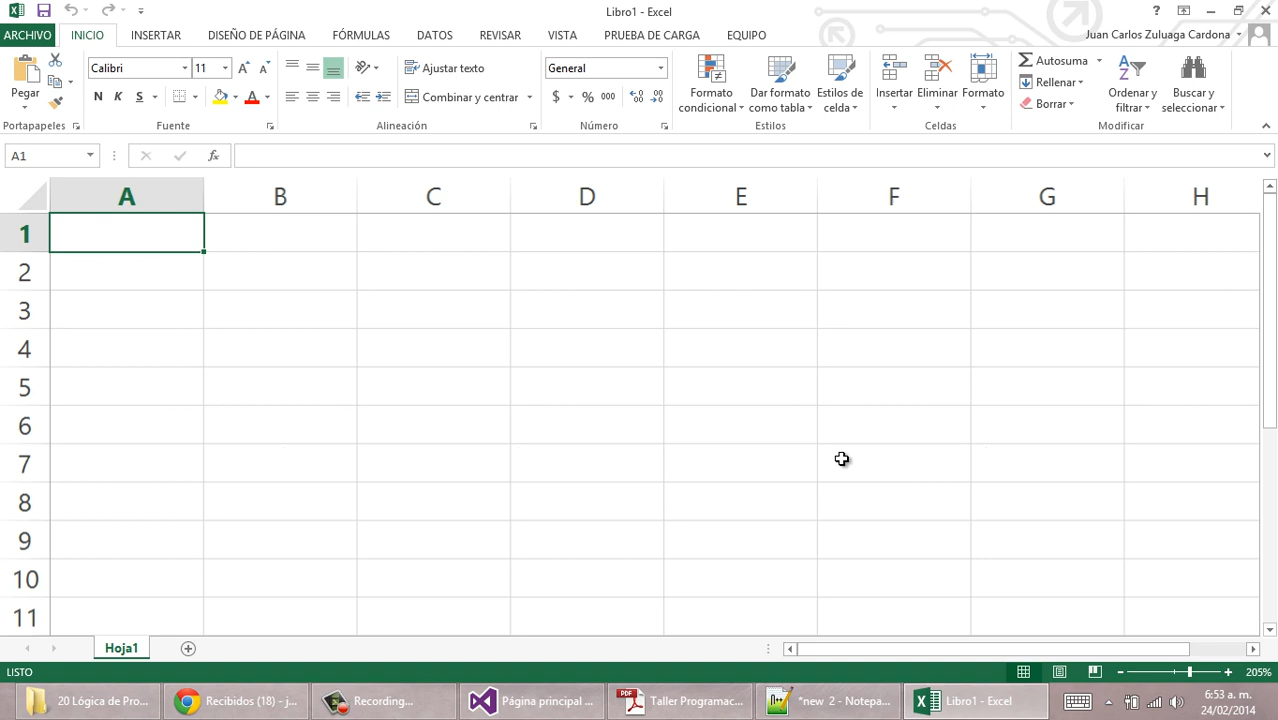 Libro1 - Excel
ARCHIVO INICIO INSERTAR DISEÑO DE PÁGINA FÓRMULAS DATOS REVISAR VISTA PRUEBA DE CARGA EQUIPO Juan Carlos Zuluaga Cardona
Pegar
Calibri 11
N K S
Ajustar texto
Combinar y centrar
General
$ % 000
Formato condicional
Dar formato como tabla
Estilos de celda
Insertar Eliminar Formato
Autosuma
Rellenar
Borrar
Ordenar y filtrar
Buscar y seleccionar
Portapapeles Fuente Alineación Número Estilos Celdas Modificar
A1 fx
A B C D E F G H
1
2
3
4
5
6
7
8
9
10
11
Hoja1
LISTO 205%
20 Lógica de Pro... Recibidos (18) - j... Recording... Página principal ... Taller Programac... *new 2 - Notepa... Libro1 - Excel 6:53 a. m.
24/02/2014